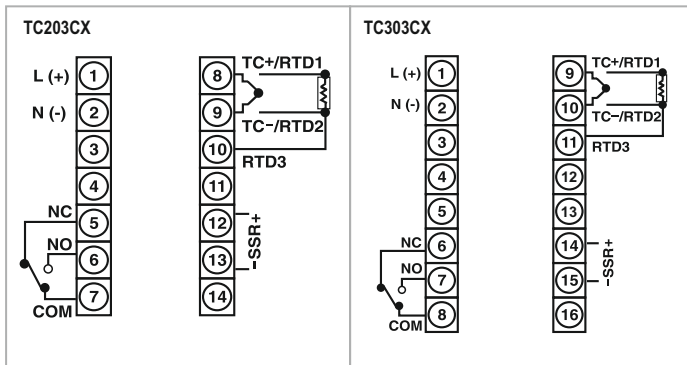 TC203CX
L (+)
N (-)
1
2
3
4
5
6
7
NC
NO
COM
8
9
10
11
12
13
14
TC+/RTD1
TC−/RTD2
RTD3
−SSR+
TC303CX
L (+)
N (-)
1
2
3
4
5
6
7
8
NC
NO
COM
9
10
11
12
13
14
15
16
TC+/RTD1
TC−/RTD2
RTD3
−SSR+